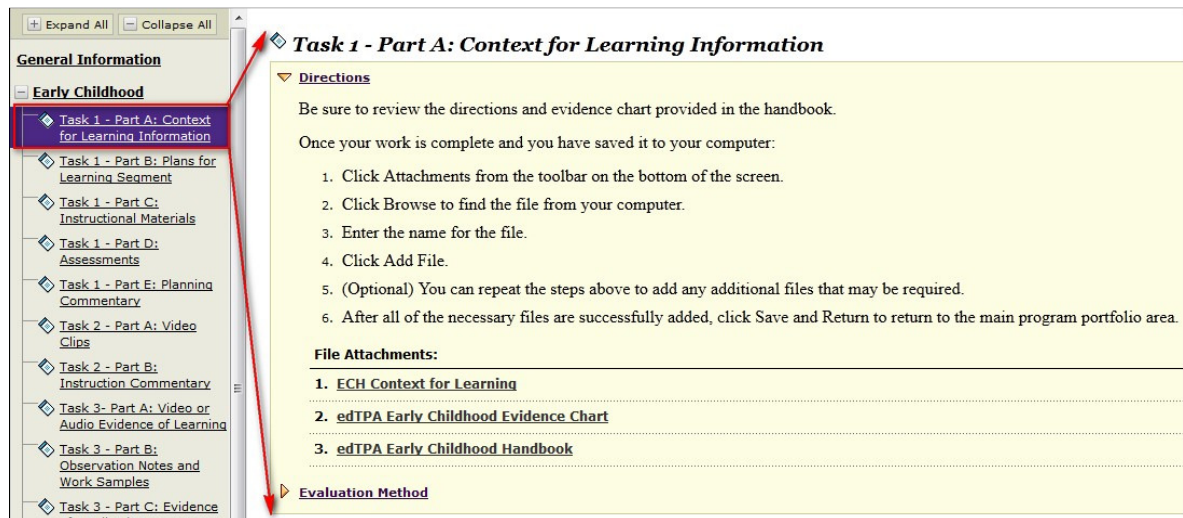 Expand All Collapse All
General Information
Early Childhood
Task 1 - Part A: Context
for Learning Information
Task 1 - Part B: Plans for
Learning Segment
Task 1 - Part C:
Instructional Materials
Task 1 - Part D:
Assessments
Task 1 - Part E: Planning
Commentary
Task 2 - Part A: Video
Clips
Task 2 - Part B:
Instruction Commentary
Task 3- Part A: Video or
Audio Evidence of Learning
Task 3 - Part B:
Observation Notes and
Work Samples
Task 3 - Part C: Evidence
Task 1 - Part A: Context for Learning Information
Directions
Be sure to review the directions and evidence chart provided in the handbook.
Once your work is complete and you have saved it to your computer:
1. Click Attachments from the toolbar on the bottom of the screen.
2. Click Browse to find the file from your computer.
3. Enter the name for the file.
4. Click Add File.
5. (Optional) You can repeat the steps above to add any additional files that may be required.
6. After all of the necessary files are successfully added, click Save and Return to return to the main program portfolio area.
File Attachments:
1. ECH Context for Learning
2. edTPA Early Childhood Evidence Chart
3. edTPA Early Childhood Handbook
Evaluation Method